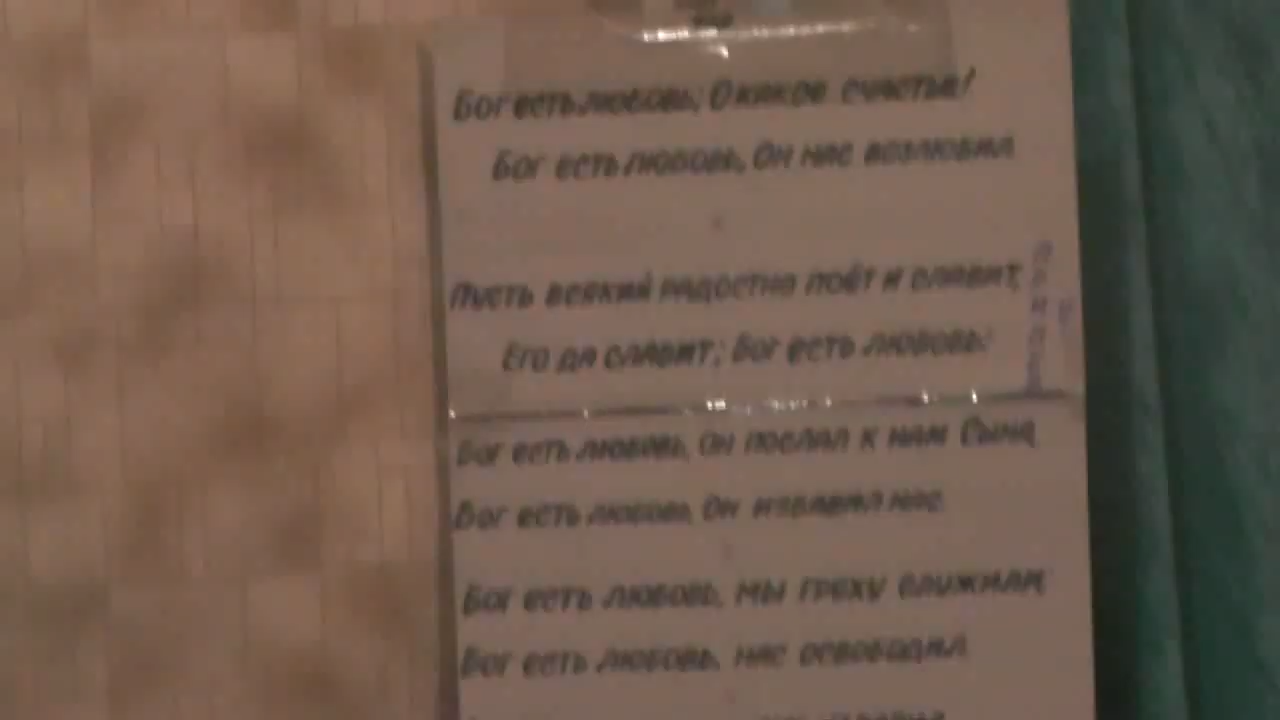 Бог есть любовь; О каков счастье!
Бог есть любовь, Он нас возлюбил
Пусть всякий радостно поёт и славит,
Его да славит; Бог есть любовь!
Бог есть любовь, Он послал к нам Сына,
Бог есть любовь, Он избавил нас.
Бог есть любовь, мы греху служили,
Бог есть любовь, нас освободил.